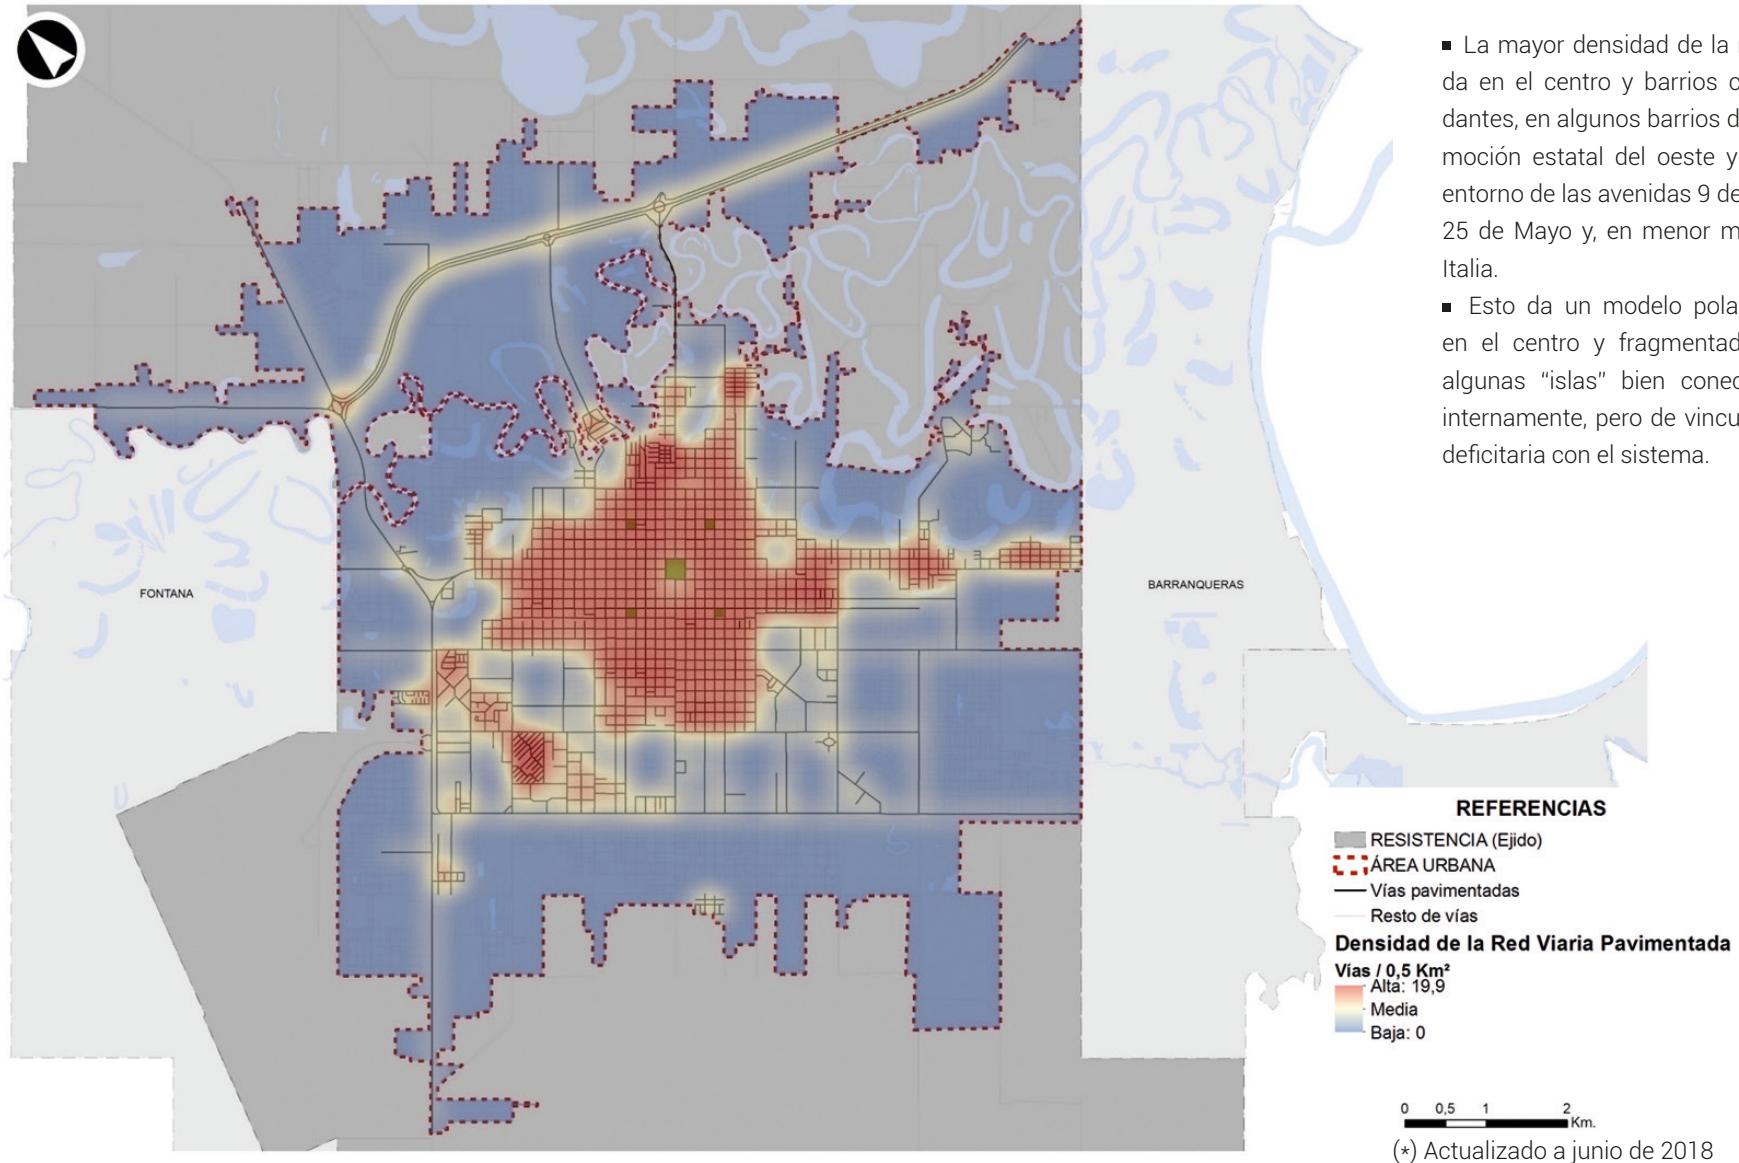 ▪ La mayor densidad de la
da en el centro y barrios
dantes, en algunos barrios
moción estatal del oeste y
entorno de las avenidas 9 de
25 de Mayo y, en menor
Italia.
▪ Esto da un modelo
en el centro y
algunas “islas” bien
internamente, pero de
deficitaria con el sistema.
FONTANA
BARRANQUERAS
REFERENCIAS
RESISTENCIA (Ejido)
ÁREA URBANA
Vías pavimentadas
Resto de vías
Densidad de la Red Viaria Pavimentada
Vías / 0,5 Km²
Alta: 19,9
Media
Baja: 0
0 0,5 1 2
Km.
(*) Actualizado a junio de 2018